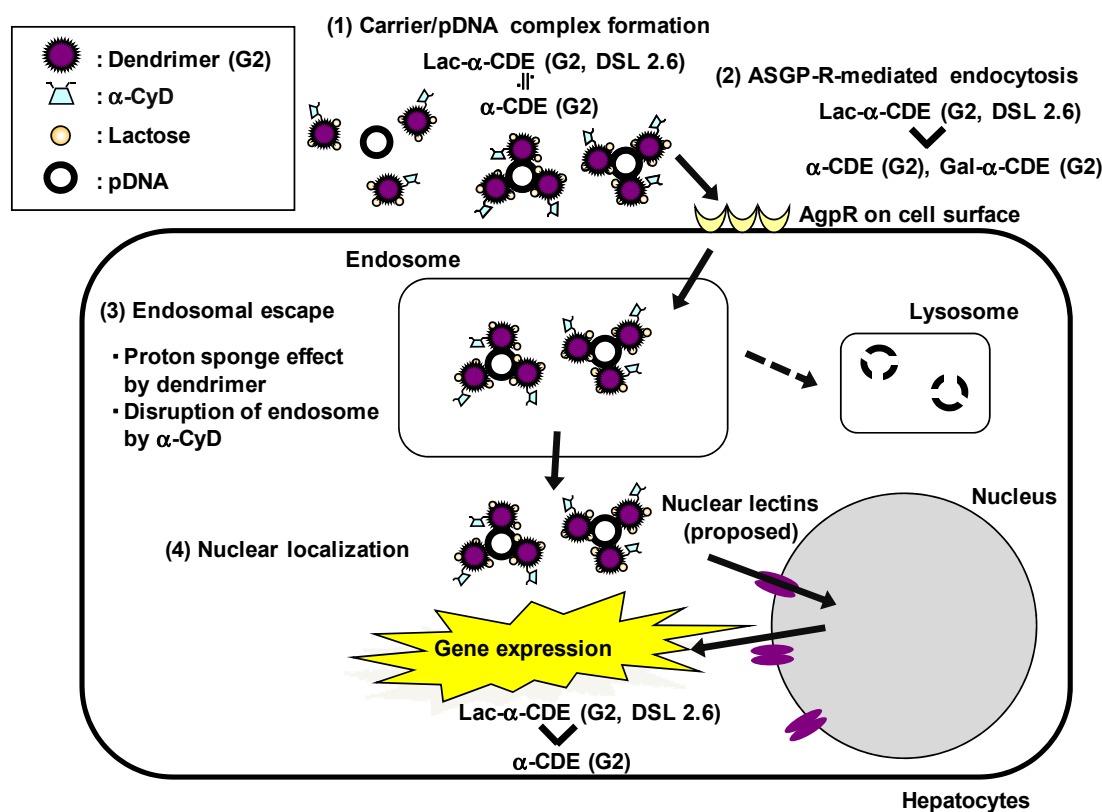 (1) Carrier/pDNA complex formation
: Dendrimer (G2)
: α-CyD
: Lactose
: pDNA
Lac-α-CDE (G2, DSL 2.6)
α-CDE (G2)
(2) ASGP-R-mediated endocytosis
Lac-α-CDE (G2, DSL 2.6)
α-CDE (G2), Gal-α-CDE (G2)
AgpR on cell surface
Endosome
(3) Endosomal escape
・Proton sponge effect
by dendrimer
・Disruption of endosome
by α-CyD
Lysosome
Nuclear lectins
(proposed)
Nucleus
(4) Nuclear localization
Gene expression
Lac-α-CDE (G2, DSL 2.6)
α-CDE (G2)
Hepatocytes